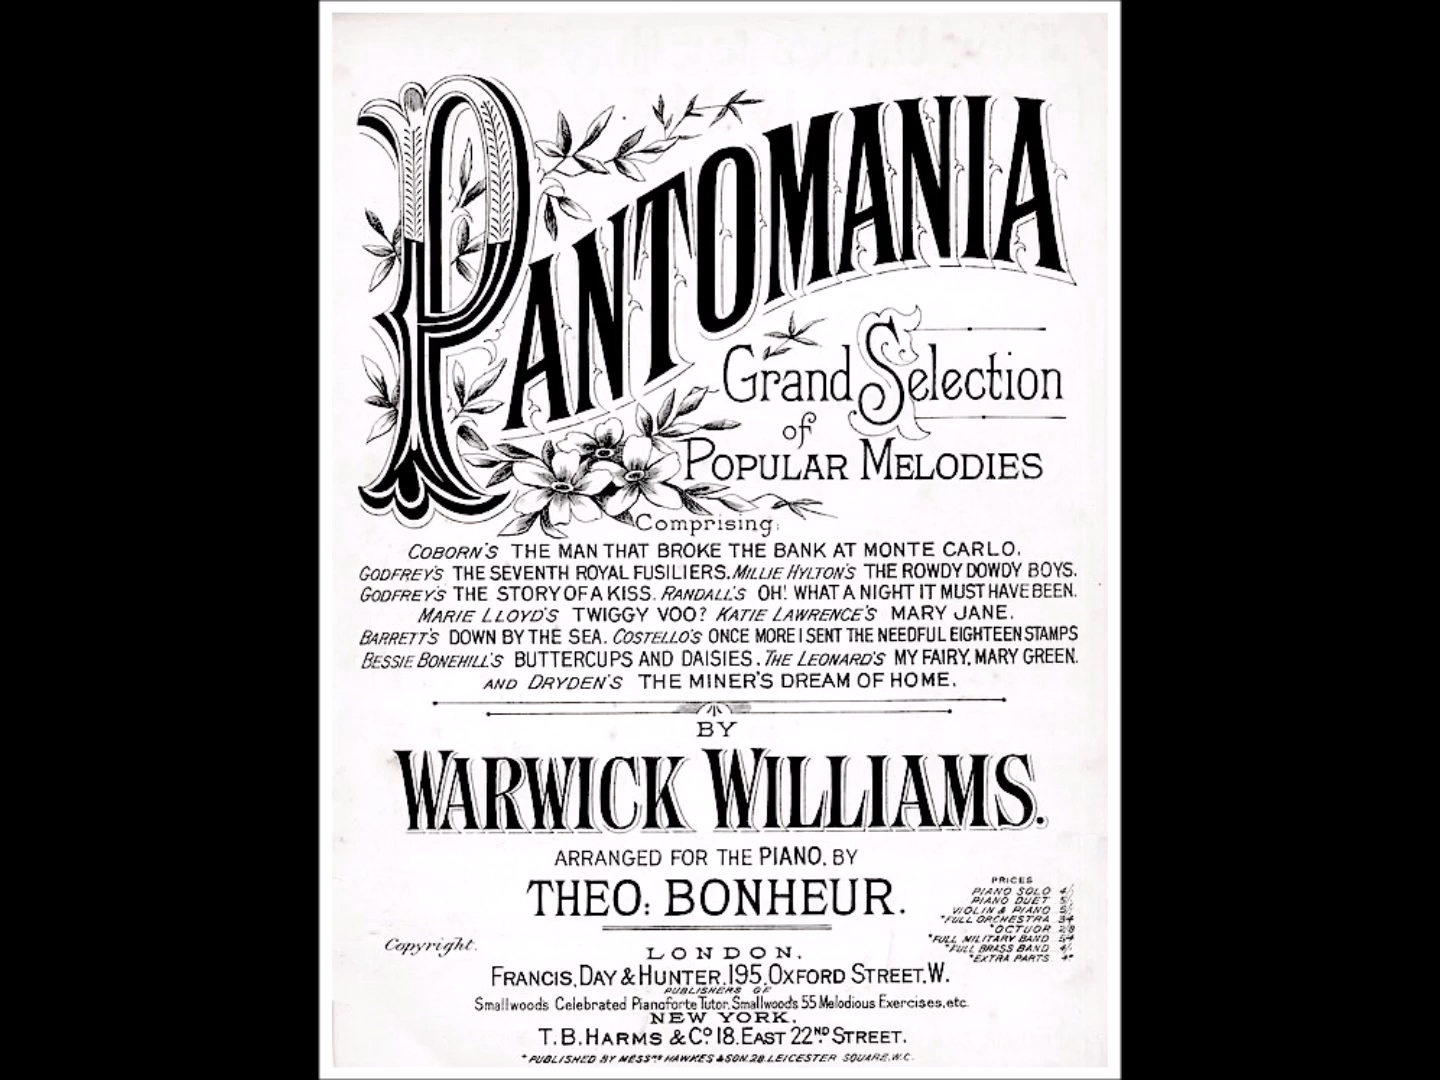 PANTOMANIA
Grand Selection
of
POPULAR MELODIES
Comprising:
COBORN'S THE MAN THAT BROKE THE BANK AT MONTE CARLO.
GODFREY'S THE SEVENTH ROYAL FUSILIERS. MILLIE HYLTON'S THE ROWDY DOWDY BOYS.
GODFREY'S THE STORY OF A KISS. RANDALL'S OH! WHAT A NIGHT IT MUST HAVE BEEN.
MARIE LLOYD'S TWIGGY VOO? KATIE LAWRENCE'S MARY JANE.
BARRETT'S DOWN BY THE SEA. COSTELLO'S ONCE MORE I SENT THE NEEDFUL EIGHTEEN STAMPS
BESSIE BONEHILL'S BUTTERCUPS AND DAISIES. THE LEONARD'S MY FAIRY, MARY GREEN.
AND DRYDEN'S THE MINER'S DREAM OF HOME.
BY
WARWICK WILLIAMS.
ARRANGED FOR THE PIANO, BY
THEO: BONHEUR.
PRICES
PIANO SOLO 4/.
PIANO DUET 5/.
VIOLIN & PIANO 5/.
*FULL ORCHESTRA
*OCTUOR
*FULL MILITARY BAND
*FULL BRASS BAND 4/.
*EXTRA PARTS
Copyright.
LONDON.
FRANCIS, DAY & HUNTER, 195, OXFORD STREET, W.
PUBLISHERS OF
Smallwoods Celebrated Pianoforte Tutor, Smallwood's 55 Melodious Exercises, etc.
NEW YORK.
T. B. HARMS & Co 18. EAST 22ND STREET.
*PUBLISHED BY MESSRS HAWKES & SON, 28. LEICESTER SQUARE, W.C.